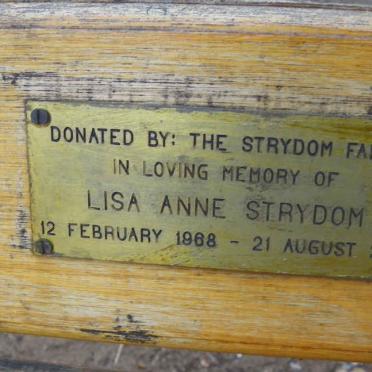 DONATED BY: THE STRYDOM FA
IN LOVING MEMORY OF
LISA ANNE STRYDOM
12 FEBRUARY 1968 - 21 AUGUST